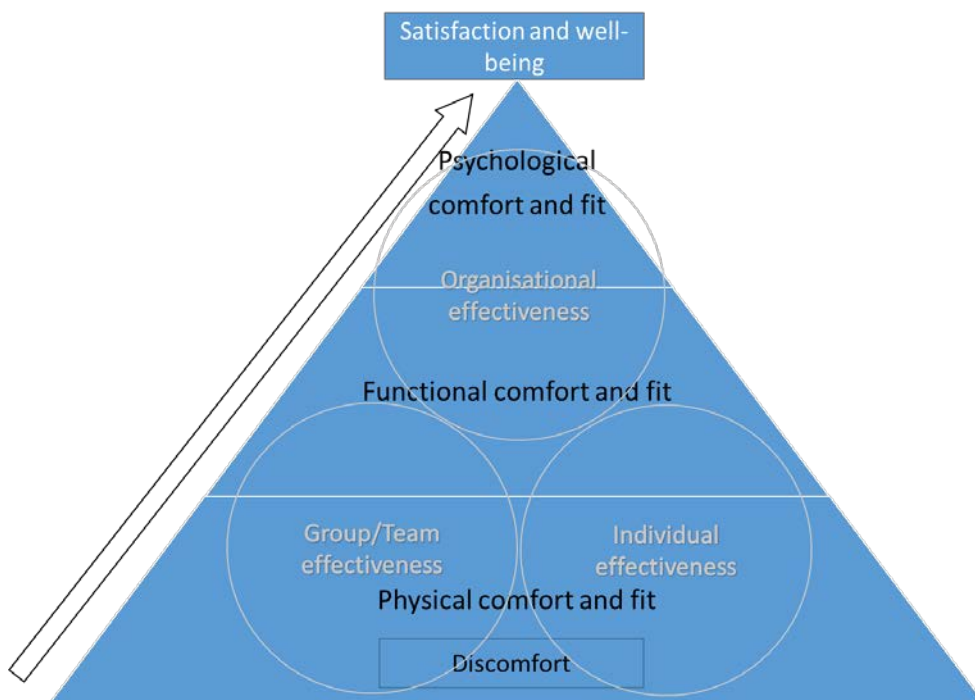 Satisfaction and well-
being
Psychological
comfort and fit
Organisational
effectiveness
Functional comfort and fit
Group/Team
effectiveness
Individual
effectiveness
Physical comfort and fit
Discomfort